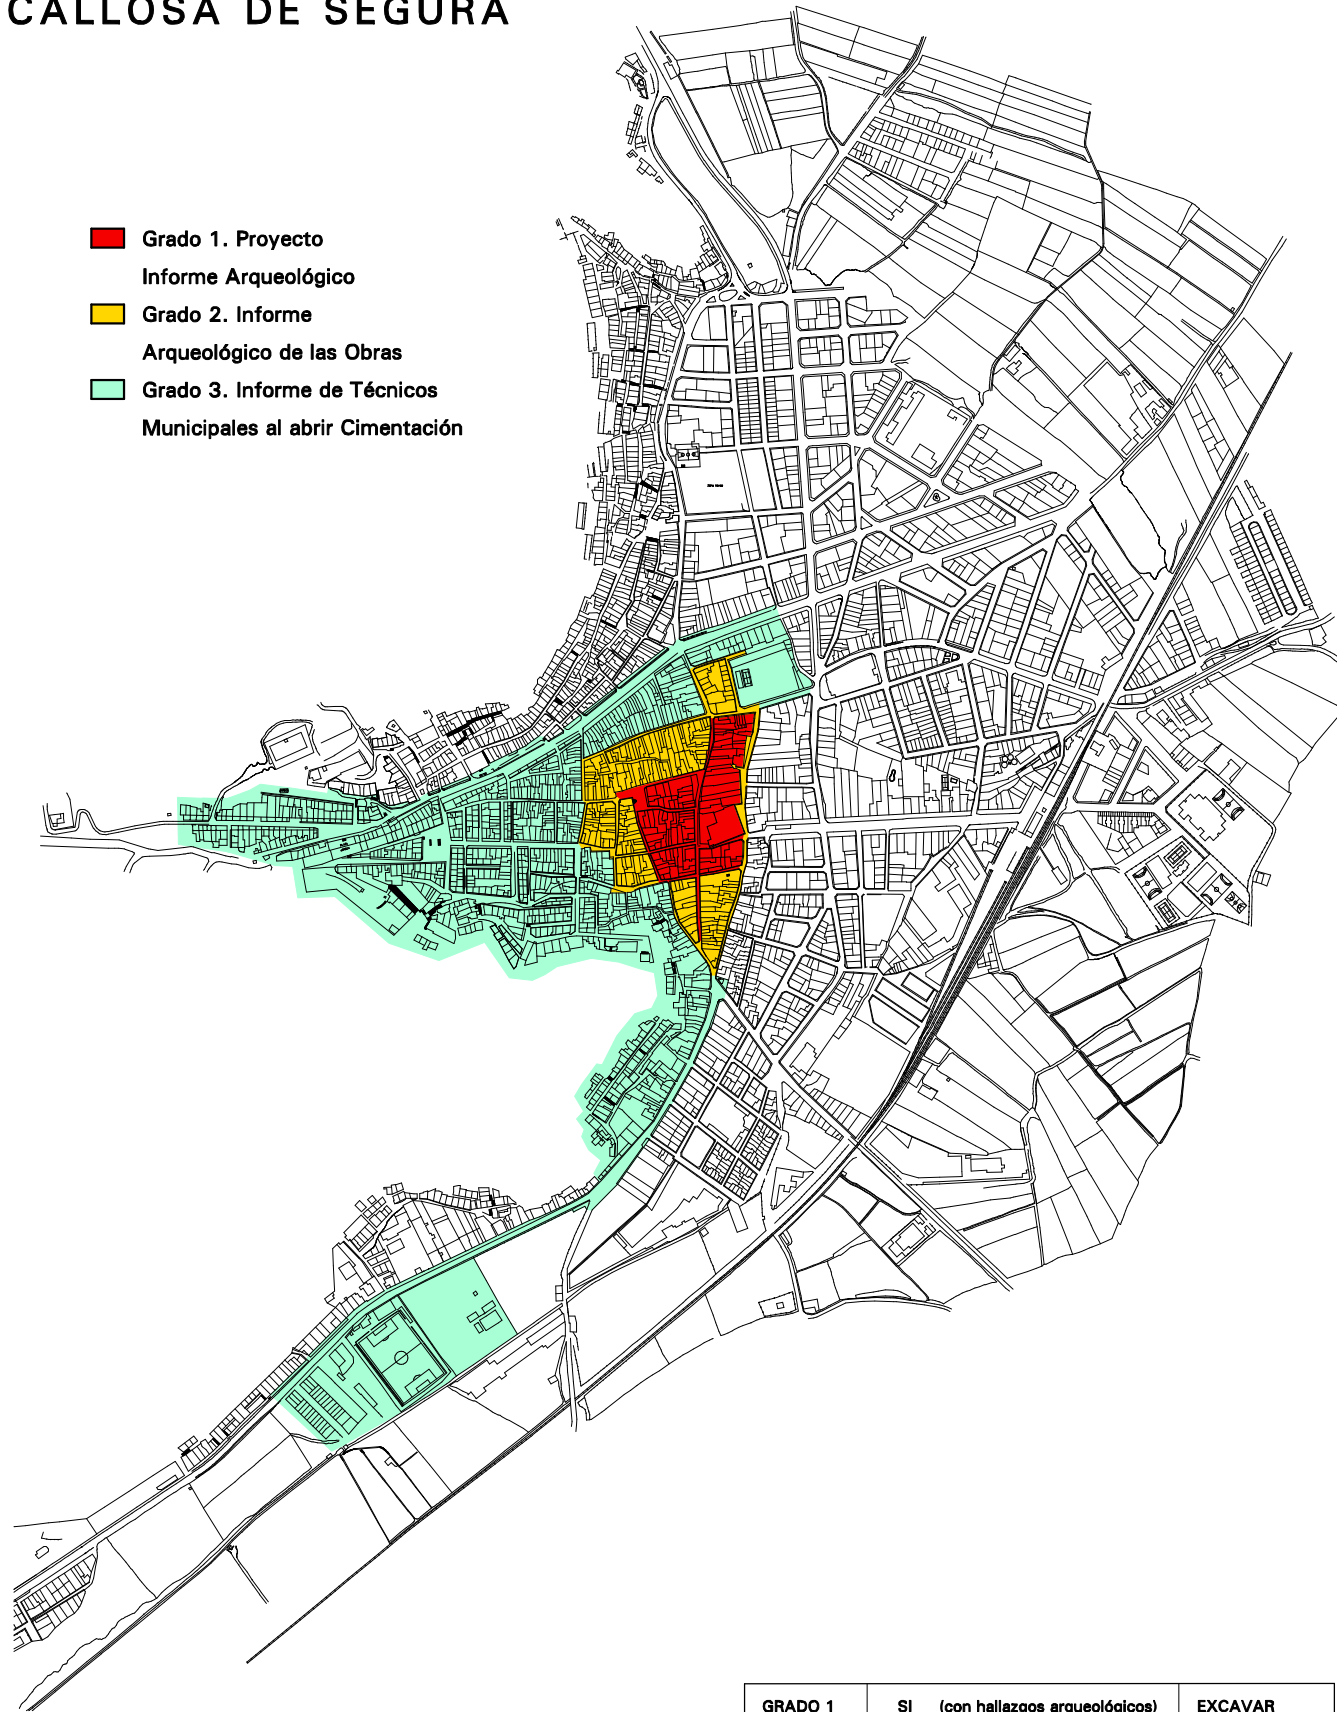 CALLOSA DE SEGURA
Grado 1. Proyecto
Informe Arqueológico
Grado 2. Informe
Arqueológico de las Obras
Grado 3. Informe de Técnicos
Municipales al abrir Cimentación
GRADO 1 SI (con hallazgos arqueológicos) EXCAVAR